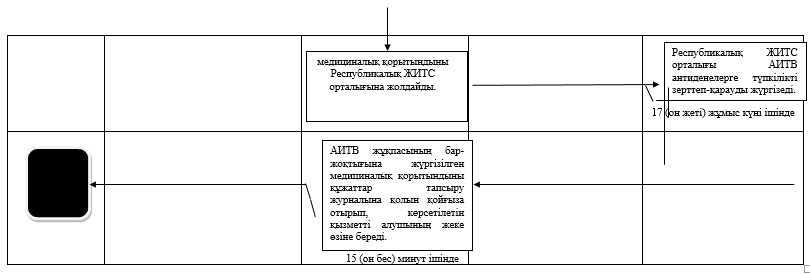 медициналық қорытындыны
Республикалық ЖИТС
орталығына жолдайды.
Республикалық ЖИТС
орталығы АИТВ
антиденелерге түпкілікті
зерттеп-қарауды жүргізеді.
17 (он жеті) жұмыс күні ішінде
АИТВ жұқпасының бар-
жоқтығына жүргізілген
медициналық қорытындыны
құжаттар тапсыру
журналына қолын қойғыза
отырып, көрсетілетін
қызметті алушының жеке
өзіне береді.
15 (он бес) минут ішінде